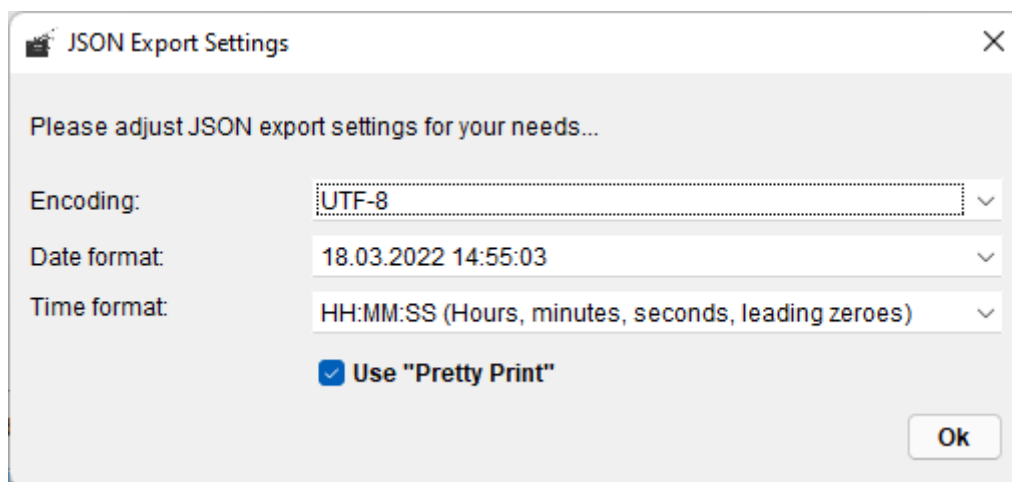 JSON Export Settings
Please adjust JSON export settings for your needs...
Encoding: UTF-8
Date format: 18.03.2022 14:55:03
Time format: HH:MM:SS (Hours, minutes, seconds, leading zeroes)
Use "Pretty Print"
Ok